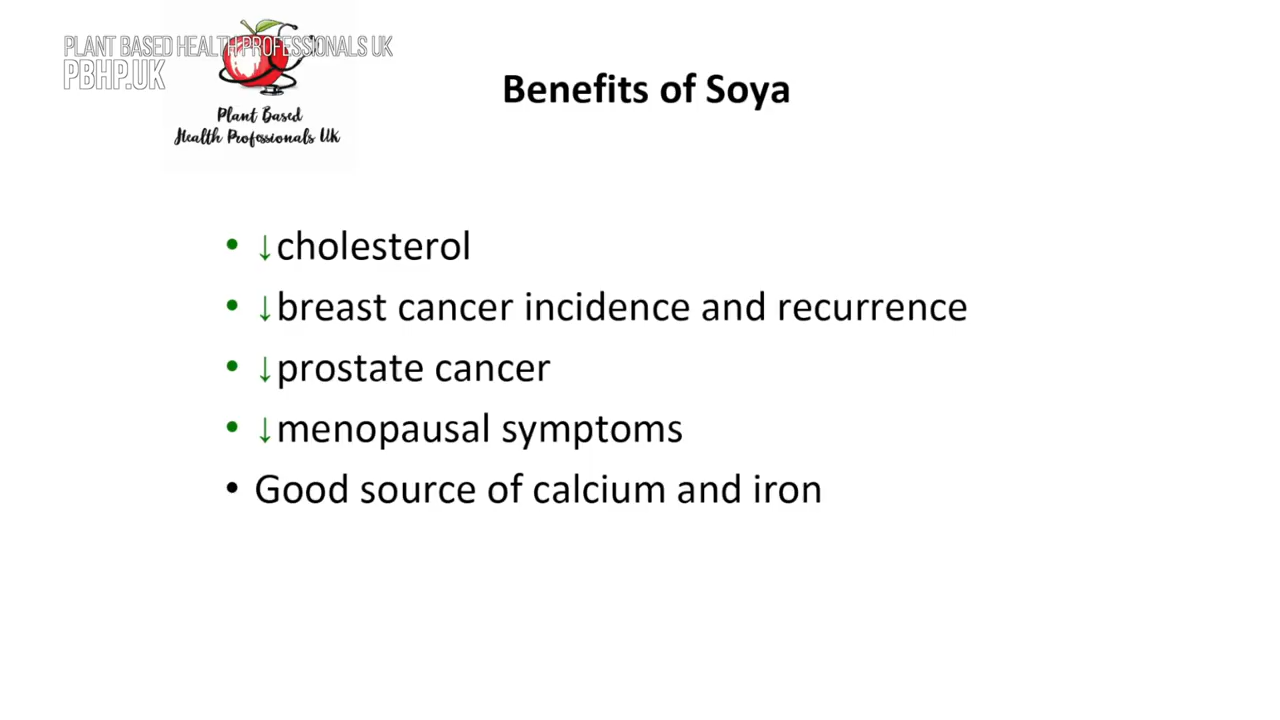 PLANT BASED HEALTH PROFESSIONALS UK
PBHP.UK
Plant Based
Health Professionals UK
Benefits of Soya
• ↓cholesterol
• ↓breast cancer incidence and recurrence
• ↓prostate cancer
• ↓menopausal symptoms
• Good source of calcium and iron